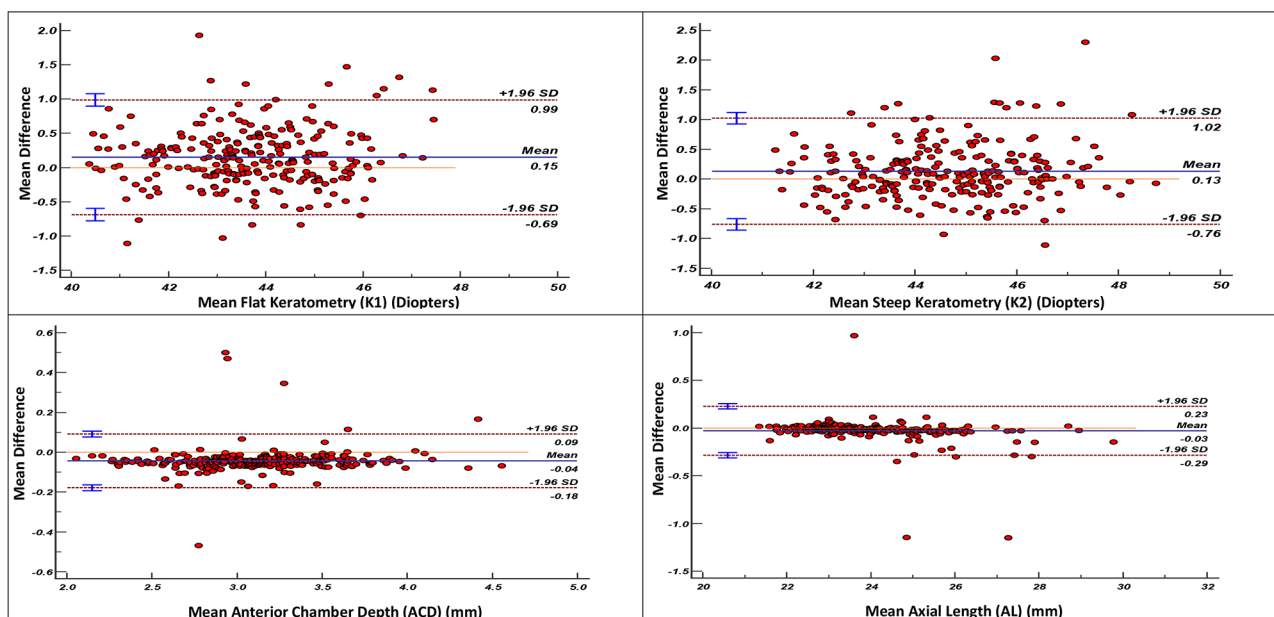 2.0
1.5
1.0
0.5
0.0
-0.5
-1.0
-1.5
Mean Difference
+1.96 SD
0.99
Mean
0.15
-1.96 SD
-0.69
40 42 44 46 48 50
Mean Flat Keratometry (K1) (Diopters)
2.5
2.0
1.5
1.0
0.5
0.0
-0.5
-1.0
-1.5
Mean Difference
+1.96 SD
1.02
Mean
0.13
-1.96 SD
-0.76
40 42 44 46 48 50
Mean Steep Keratometry (K2) (Diopters)
0.6
0.4
0.2
0.0
-0.2
-0.4
-0.6
Mean Difference
+1.96 SD
0.09
Mean
-0.04
-1.96 SD
-0.18
2.0 2.5 3.0 3.5 4.0 4.5 5.0
Mean Anterior Chamber Depth (ACD) (mm)
1.0
0.5
0.0
-0.5
-1.0
-1.5
Mean Difference
+1.96 SD
0.23
Mean
-0.03
-1.96 SD
-0.29
20 22 24 26 28 30 32
Mean Axial Length (AL) (mm)